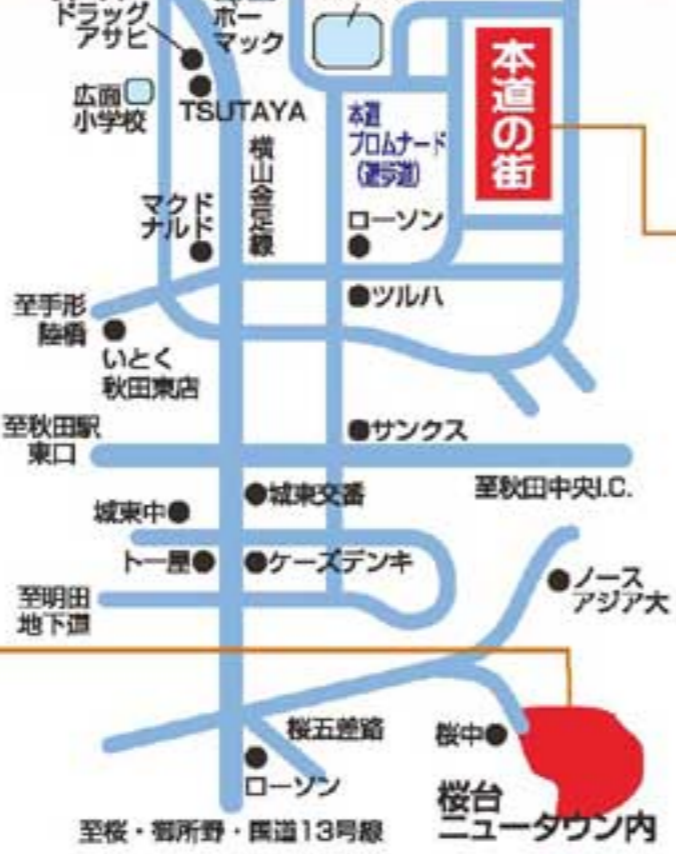 ドラッグ
アサヒ
ホー
マック
広面
小学校
TSUTAYA
本道
プロムナード
(遊歩道)
本道の街
横山金足線
マクド
ナルド
ローソン
ツルハ
至手形
陸橋
いとく
秋田東店
至秋田駅
東口
サンクス
至秋田中央I.C.
城東交番
城東中
ト一屋
ケーズデンキ
至明田
地下道
ノース
アジア大
桜五差路
桜中
ローソン
桜台
ニュータウン内
至桜・御所野・国道13号線